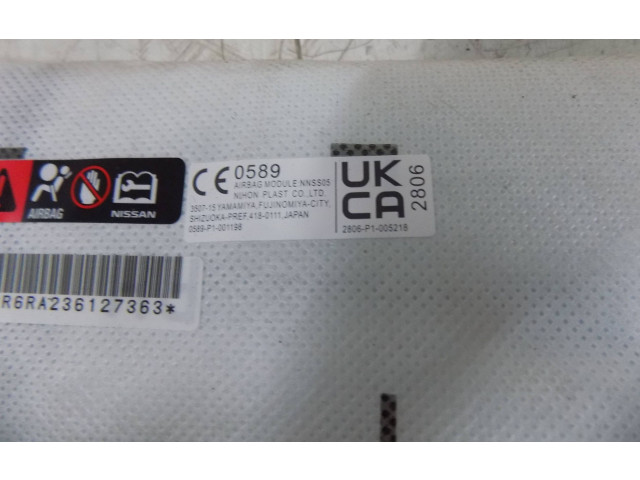 AIRBAG
NISSAN
CE 0589
AIRBAG MODULE:NNSS05
NIHON PLAST CO.,LTD.
3507-15 YAMAMIYA,FUJINOMIYA-CITY,
SHIZUOKA-PREF,418-0111,JAPAN
0589-P1-001198
UK
CA
2806
2806-P1-005218
R6RA236127363*